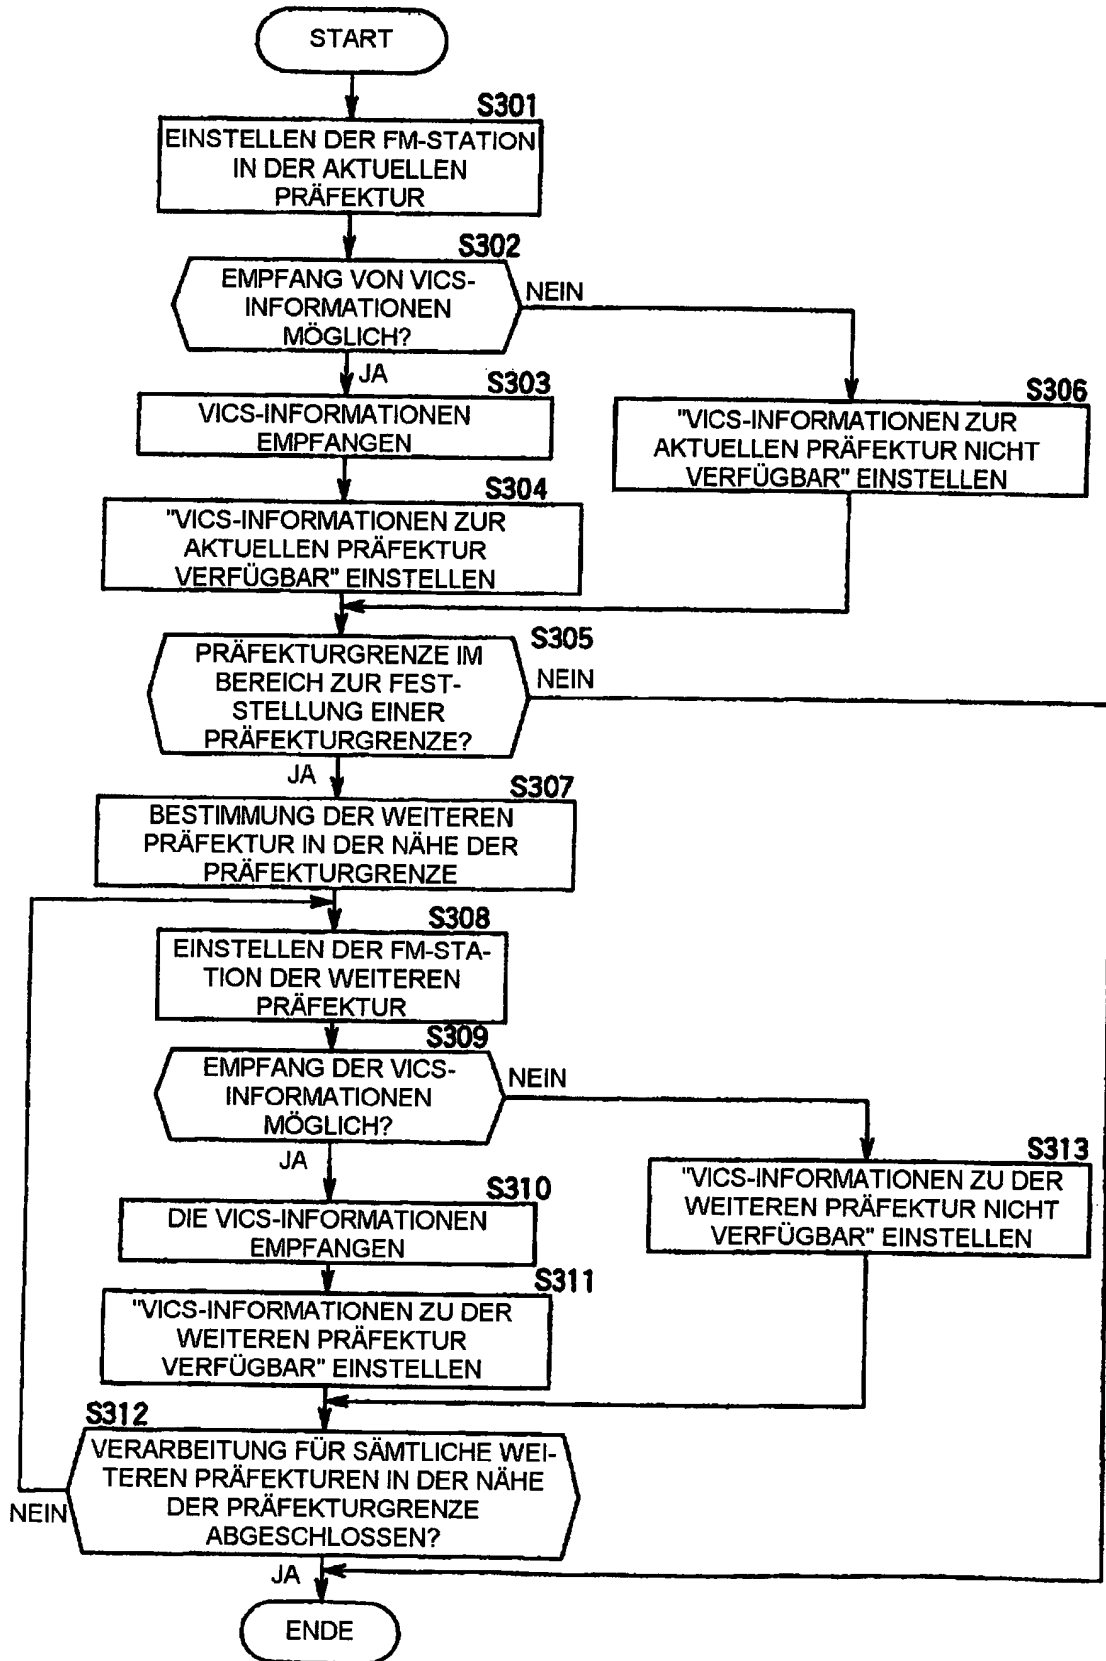 START
S301
EINSTELLEN DER FM-STATION
IN DER AKTUELLEN
PRÄFEKTUR
S302
EMPFANG VON VICS-
INFORMATIONEN
MÖGLICH?
NEIN
JA
S303
VICS-INFORMATIONEN
EMPFANGEN
S306
"VICS-INFORMATIONEN ZUR
AKTUELLEN PRÄFEKTUR NICHT
VERFÜGBAR" EINSTELLEN
S304
"VICS-INFORMATIONEN ZUR
AKTUELLEN PRÄFEKTUR
VERFÜGBAR" EINSTELLEN
S305
PRÄFEKTURGRENZE IM
BEREICH ZUR FEST-
STELLUNG EINER
PRÄFEKTURGRENZE?
NEIN
JA
S307
BESTIMMUNG DER WEITEREN
PRÄFEKTUR IN DER NÄHE DER
PRÄFEKTURGRENZE
S308
EINSTELLEN DER FM-STA-
TION DER WEITEREN
PRÄFEKTUR
S309
EMPFANG DER VICS-
INFORMATIONEN
MÖGLICH?
NEIN
JA
S310
DIE VICS-INFORMATIONEN
EMPFANGEN
S313
"VICS-INFORMATIONEN ZU DER
WEITEREN PRÄFEKTUR NICHT
VERFÜGBAR" EINSTELLEN
S311
"VICS-INFORMATIONEN ZU DER
WEITEREN PRÄFEKTUR
VERFÜGBAR" EINSTELLEN
S312
VERARBEITUNG FÜR SÄMTLICHE WEI-
TEREN PRÄFEKTUREN IN DER NÄHE
DER PRÄFEKTURGRENZE
ABGESCHLOSSEN?
NEIN
JA
ENDE